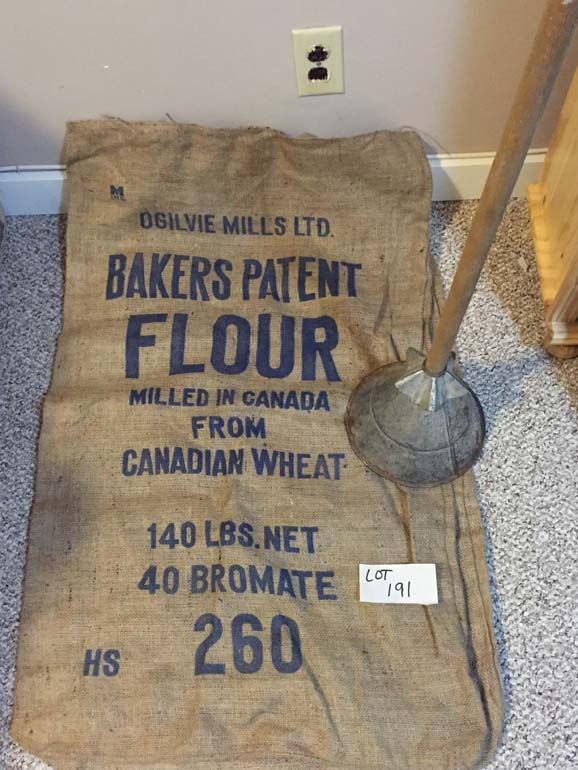 M
OGILVIE MILLS LTD.
BAKERS PATENT
FLOUR
MILLED IN CANADA
FROM
CANADIAN WHEAT
140 LBS. NET
40 BROMATE
HS 260
LOT
191